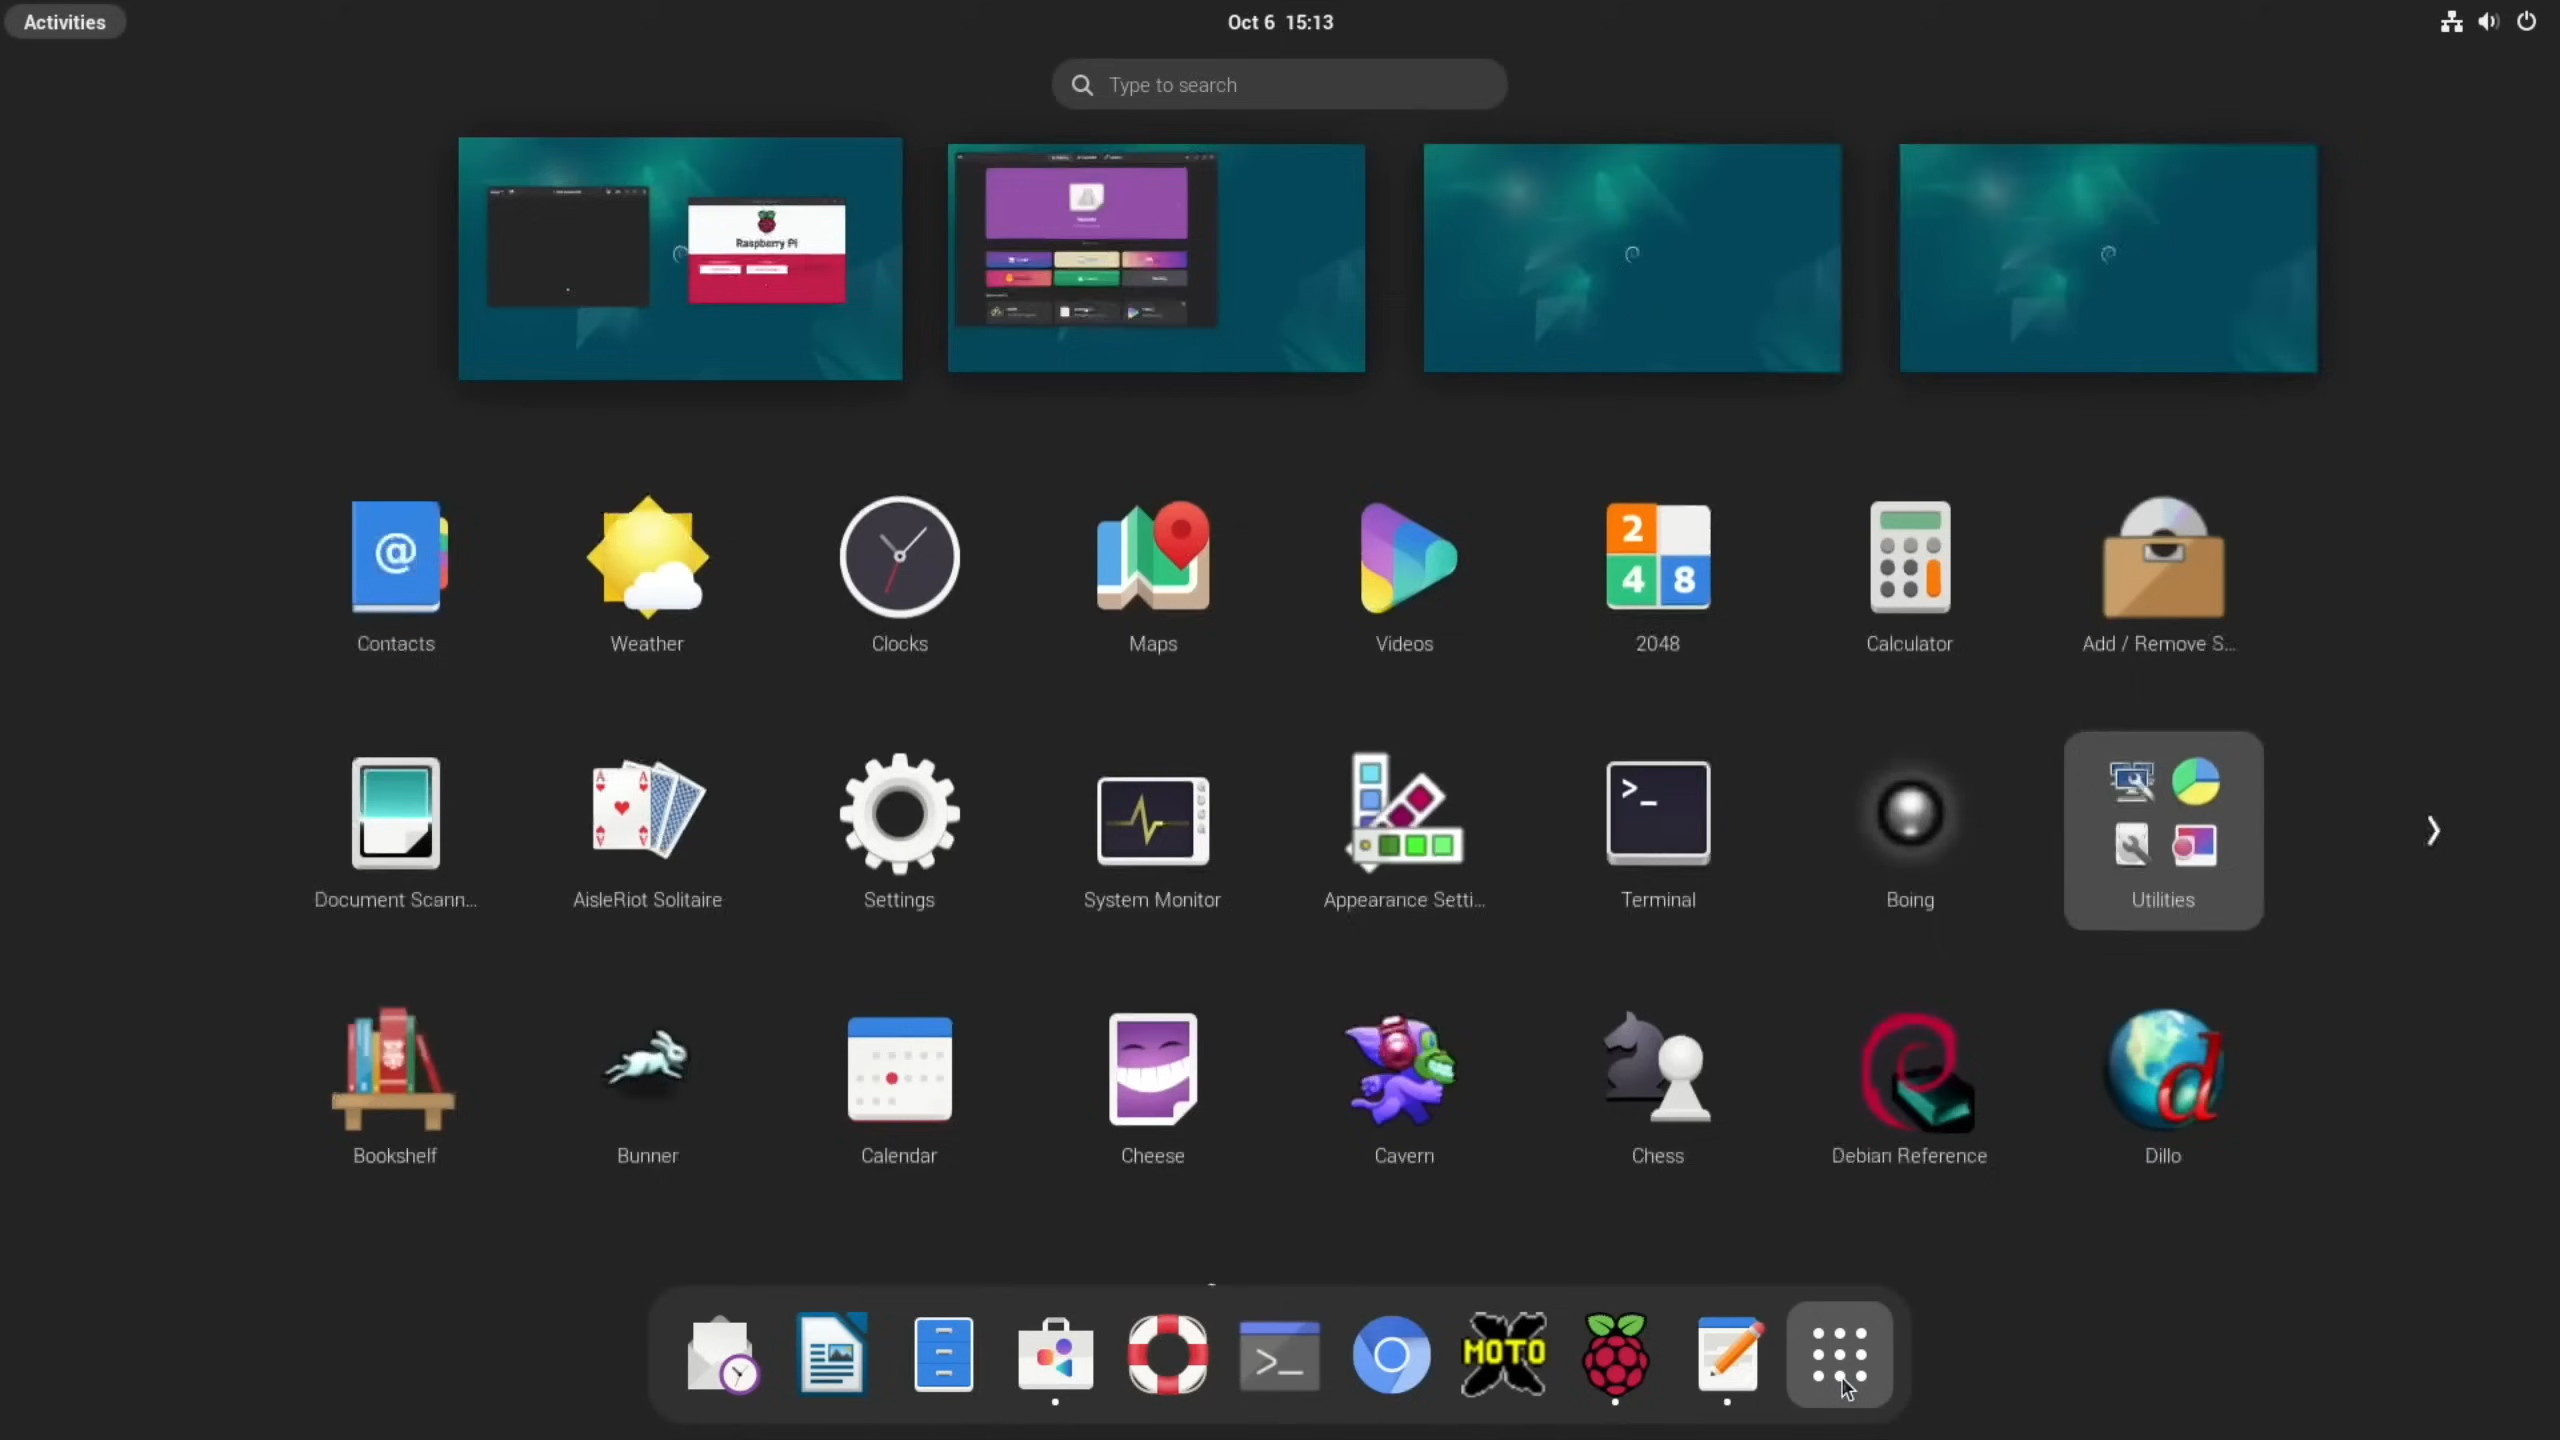 Activities
Oct 6 15:13
Type to search
Raspberry Pi
Contacts
Weather
Clocks
Maps
Videos
2 4 8
2048
Calculator
Add / Remove S...
Document Scann...
AisleRiot Solitaire
Settings
System Monitor
Appearance Setti...
>_
Terminal
Boing
Utilities
Bookshelf
Bunner
Calendar
Cheese
Cavern
Chess
Debian Reference
Dillo
>_
MOTO